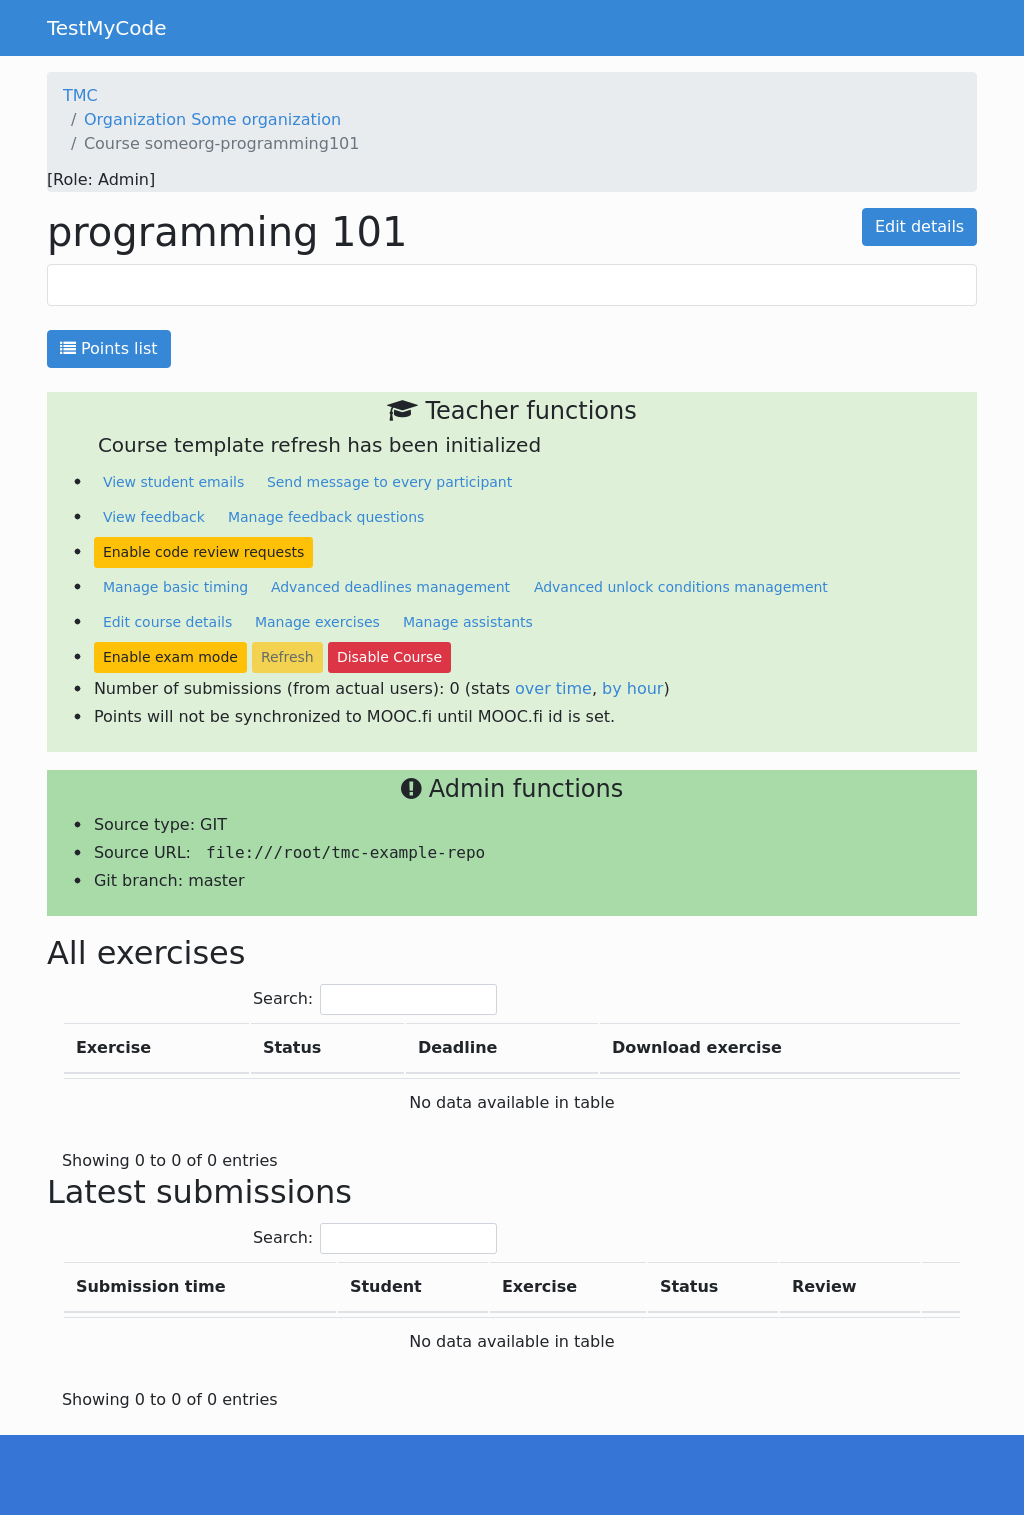 TestMyCode
TMC
/ Organization Some organization
/ Course someorg-programming101
[Role: Admin]
programming 101
Edit details
Points list
Teacher functions
Course template refresh has been initialized
• View student emails Send message to every participant
• View feedback Manage feedback questions
• Enable code review requests
• Manage basic timing Advanced deadlines management Advanced unlock conditions management
• Edit course details Manage exercises Manage assistants
• Enable exam mode Refresh Disable Course
• Number of submissions (from actual users): 0 (stats over time, by hour)
• Points will not be synchronized to MOOC.fi until MOOC.fi id is set.
Admin functions
• Source type: GIT
• Source URL: file:///root/tmc-example-repo
• Git branch: master
All exercises
Search:
Exercise Status Deadline Download exercise
No data available in table
Showing 0 to 0 of 0 entries
Latest submissions
Search:
Submission time Student Exercise Status Review
No data available in table
Showing 0 to 0 of 0 entries